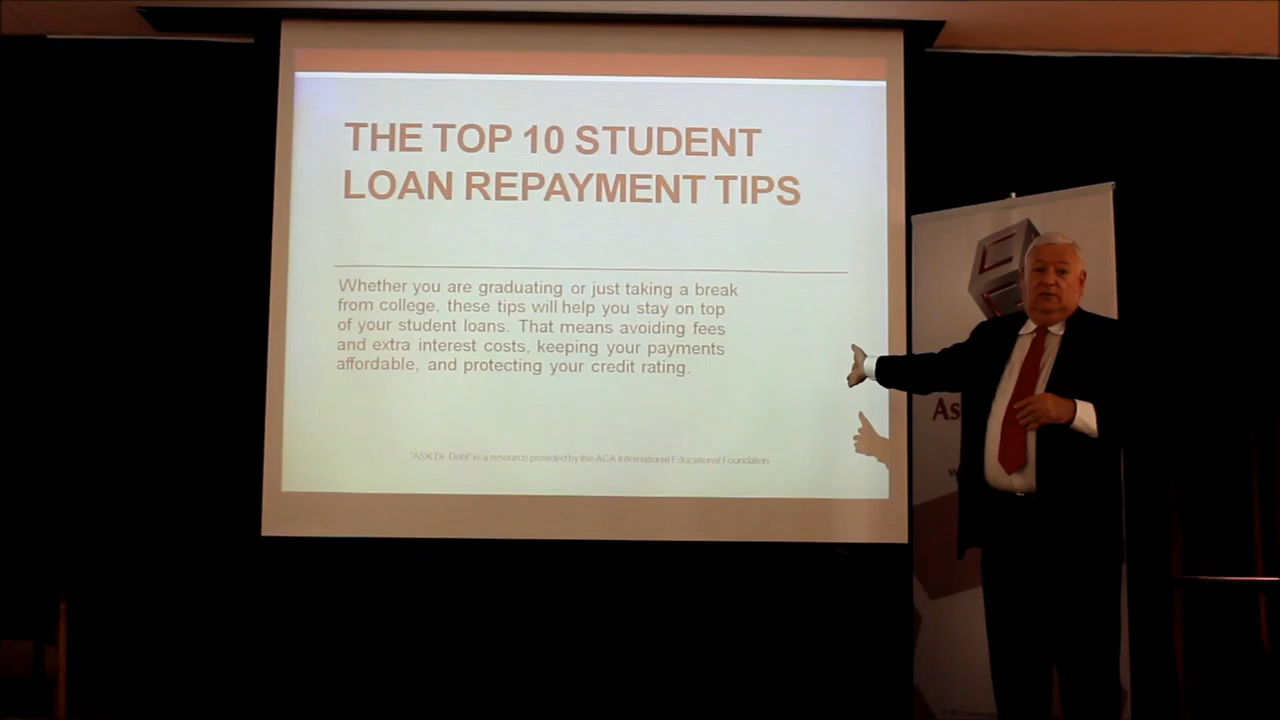 THE TOP 10 STUDENT
LOAN REPAYMENT TIPS
Whether you are graduating or just taking a break
from college, these tips will help you stay on top
of your student loans. That means avoiding fees
and extra interest costs, keeping your payments
affordable, and protecting your credit rating.
"ASK Dr. Debt" is a resource provided by the ACA International Educational Foundation
As